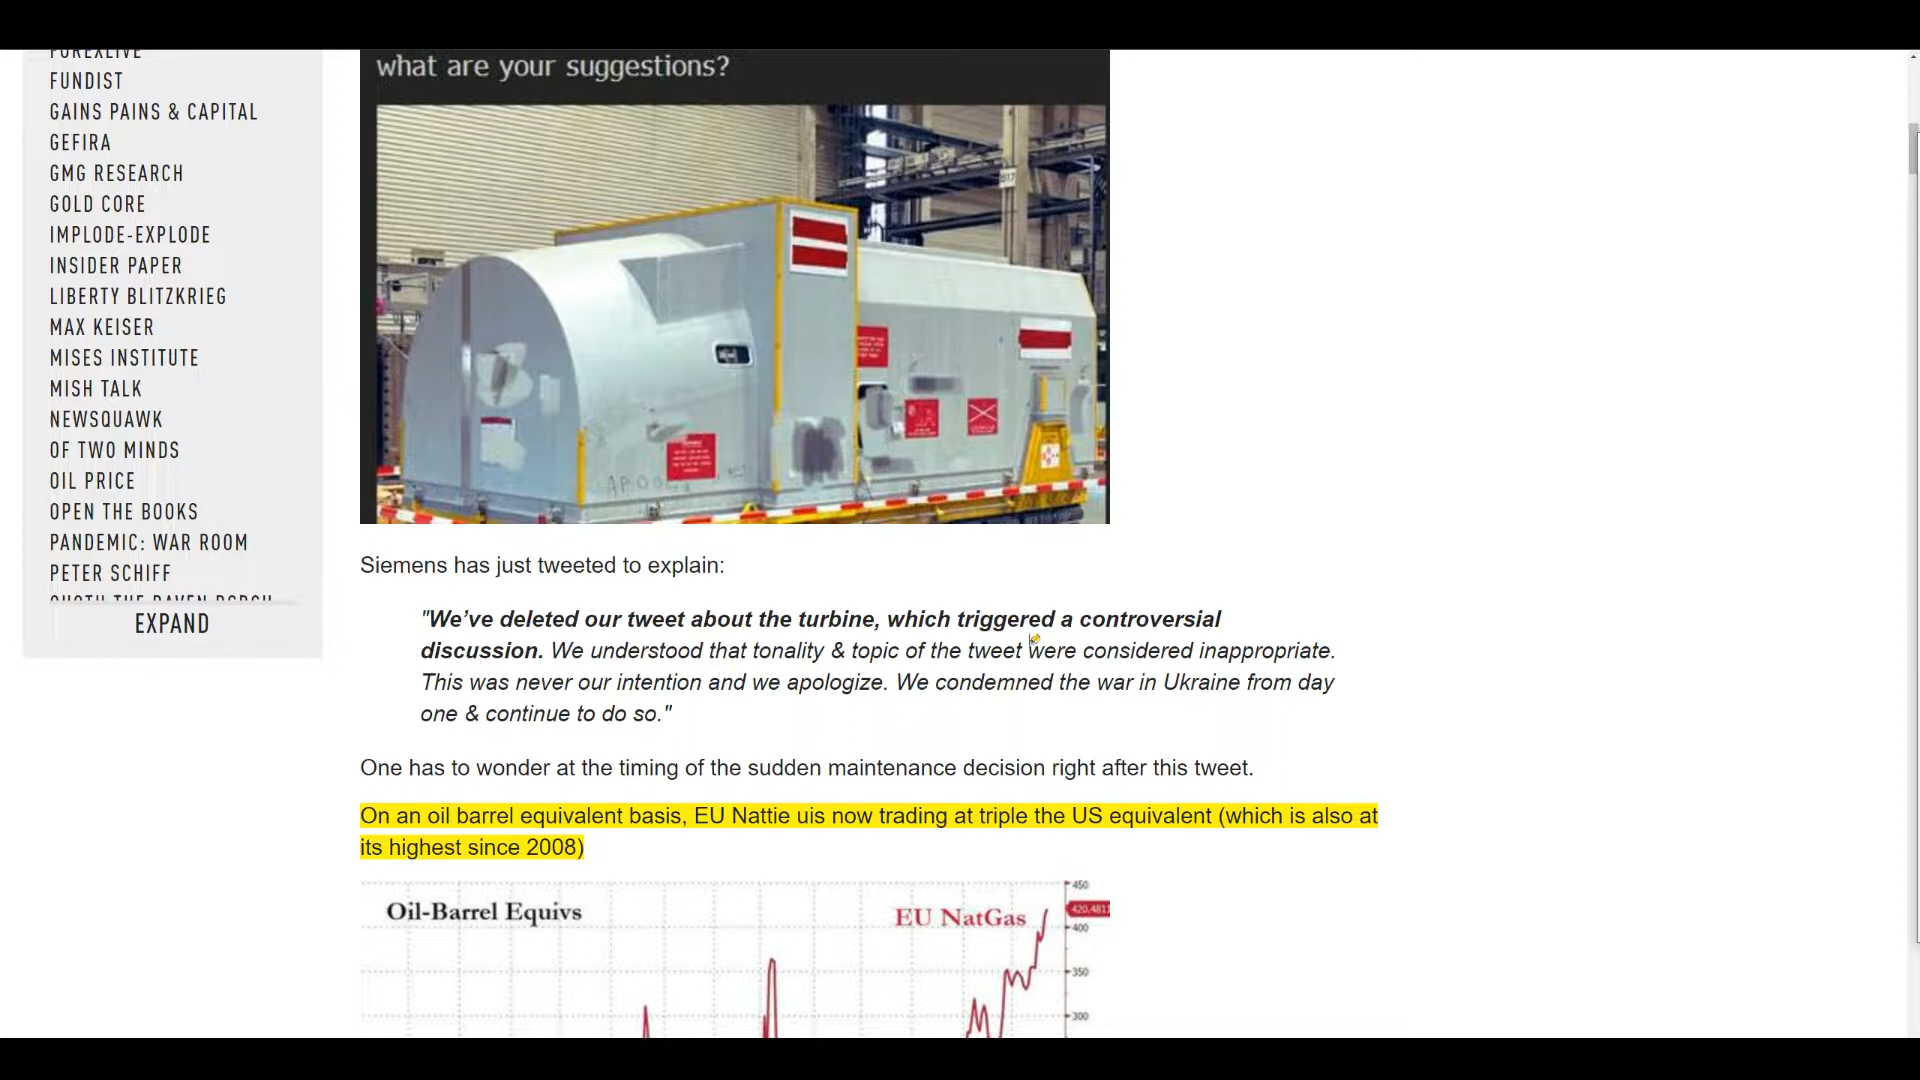 FUNDIST
GAINS PAINS & CAPITAL
GEFIRA
GMG RESEARCH
GOLD CORE
IMPLODE-EXPLODE
INSIDER PAPER
LIBERTY BLITZKRIEG
MAX KEISER
MISES INSTITUTE
MISH TALK
NEWSQUAWK
OF TWO MINDS
OIL PRICE
OPEN THE BOOKS
PANDEMIC: WAR ROOM
PETER SCHIFF
EXPAND
what are your suggestions?
Siemens has just tweeted to explain:
"We've deleted our tweet about the turbine, which triggered a controversial
discussion. We understood that tonality & topic of the tweet were considered inappropriate.
This was never our intention and we apologize. We condemned the war in Ukraine from day
one & continue to do so."
One has to wonder at the timing of the sudden maintenance decision right after this tweet.
On an oil barrel equivalent basis, EU Nattie uis now trading at triple the US equivalent (which is also at
its highest since 2008)
Oil-Barrel Equivs
EU NatGas
450
420.4811
400
350
300